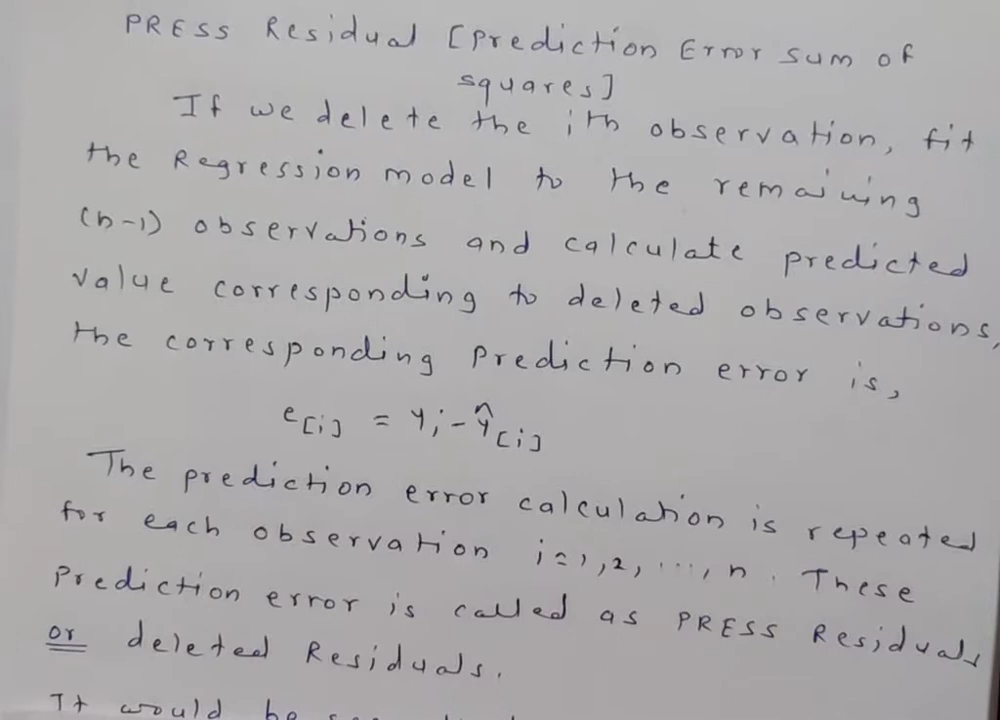 PRESS Residual [Prediction Error sum of
squares]
If we delete the ith observation, fit
the Regression model to the remaining
(n-1) observations and calculate predicted
value corresponding to deleted observations,
the corresponding prediction error is,
e[i] = yi - ŷ[i]
The prediction error calculation is repeated
for each observation i=1,2,...,n. These
Prediction error is called as PRESS Residuals
or deleted Residuals.
It would be